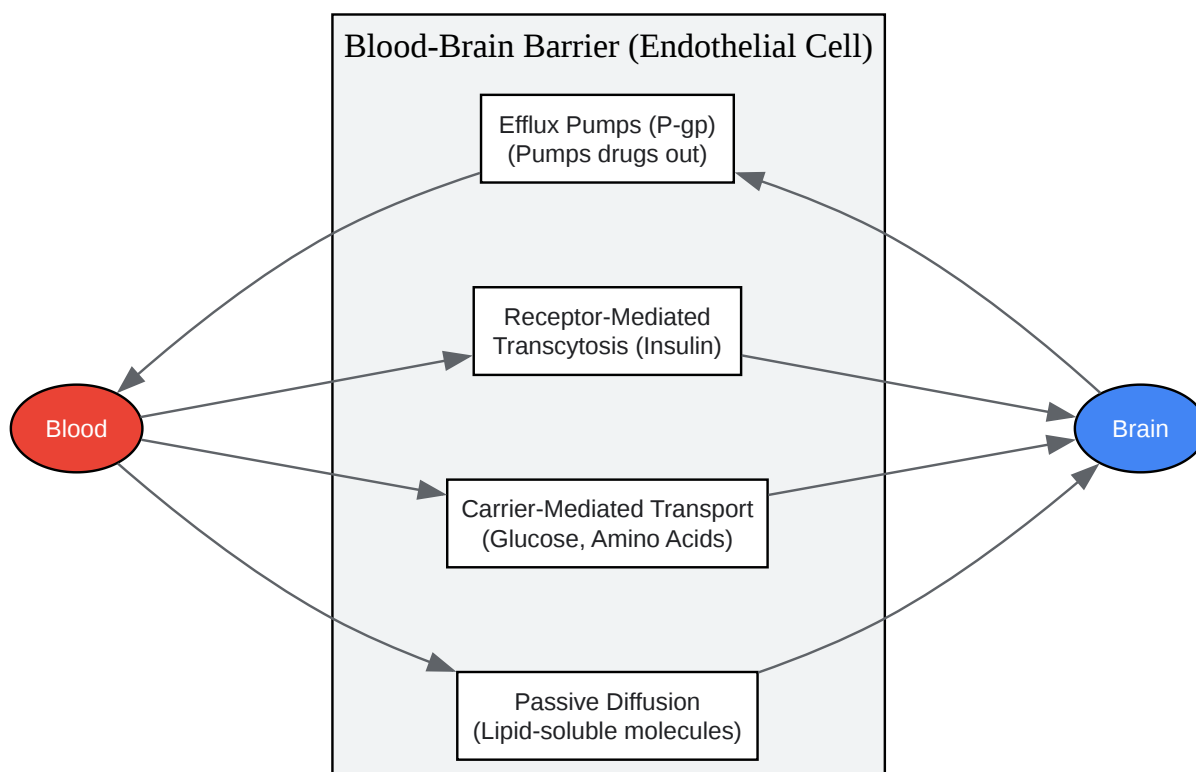 Blood-Brain Barrier (Endothelial Cell)
Efflux Pumps (P-gp)
(Pumps drugs out)
Receptor-Mediated
Transcytosis (Insulin)
Blood
Brain
Carrier-Mediated Transport
(Glucose, Amino Acids)
Passive Diffusion
(Lipid-soluble molecules)